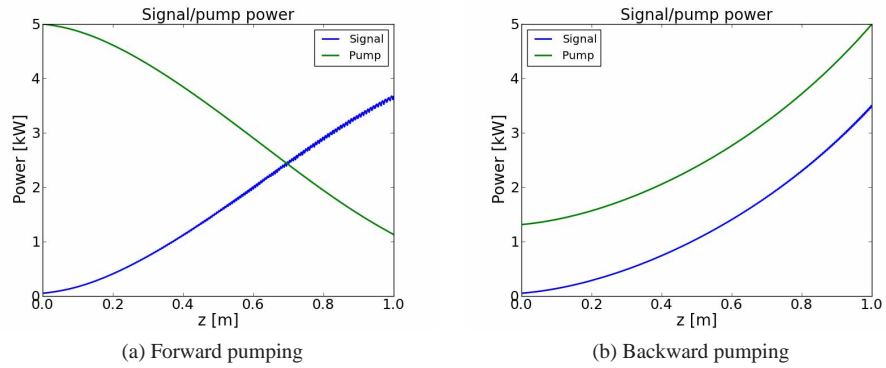 Signal/pump power
Power [kW]
5
4
3
2
1
0
Signal
Pump
0.0 0.2 0.4 0.6 0.8 1.0
z [m]
(a) Forward pumping
Signal/pump power
Power [kW]
5
4
3
2
1
0
Signal
Pump
0.0 0.2 0.4 0.6 0.8 1.0
z [m]
(b) Backward pumping